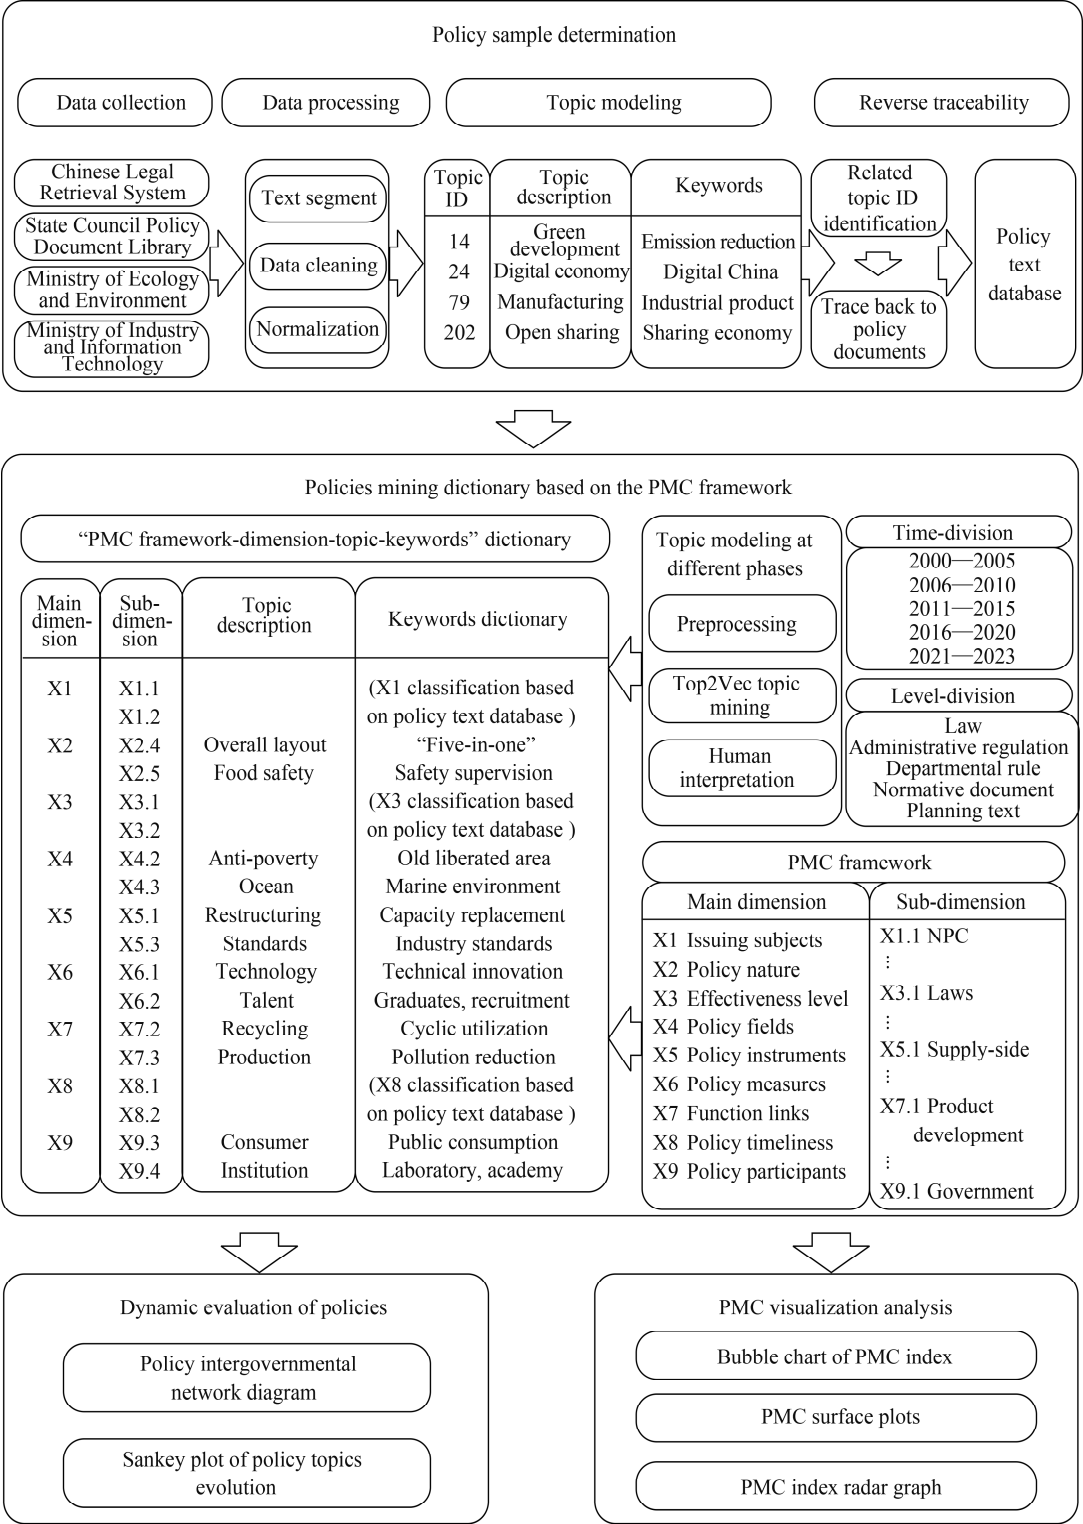 Policy sample determination
Data collection
Data processing
Topic modeling
Reverse traceability
Chinese Legal
Retrieval System
State Council Policy
Document Library
Ministry of Ecology
and Environment
Ministry of Industry
and Information
Technology
Text segment
Data cleaning
Normalization
Topic
ID
Topic
description
Keywords
14
Green
development
Emission reduction
24
Digital economy
Digital China
79
Manufacturing
Industrial product
202
Open sharing
Sharing economy
Related
topic ID
identification
Trace back to
policy
documents
Policy
text
database
Policies mining dictionary based on the PMC framework
“PMC framework-dimension-topic-keywords” dictionary
Main
dimen-
sion
Sub-
dimen-
sion
Topic
description
Keywords dictionary
X1
X1.1
(X1 classification based
X1.2
on policy text database )
X2
X2.4
Overall layout
“Five-in-one”
X2.5
Food safety
Safety supervision
X3
X3.1
(X3 classification based
X3.2
on policy text database )
X4
X4.2
Anti-poverty
Old liberated area
X4.3
Ocean
Marine environment
X5
X5.1
Restructuring
Capacity replacement
X5.3
Standards
Industry standards
X6
X6.1
Technology
Technical innovation
X6.2
Talent
Graduates, recruitment
X7
X7.2
Recycling
Cyclic utilization
X7.3
Production
Pollution reduction
X8
X8.1
(X8 classification based
X8.2
on policy text database )
X9
X9.3
Consumer
Public consumption
X9.4
Institution
Laboratory, academy
Topic modeling at
different phases
Preprocessing
Top2Vec topic
mining
Human
interpretation
Time-division
2000—2005
2006—2010
2011—2015
2016—2020
2021—2023
Level-division
Law
Administrative regulation
Departmental rule
Normative document
Planning text
PMC framework
Main dimension
X1 Issuing subjects
X2 Policy nature
X3 Effectiveness level
X4 Policy fields
X5 Policy instruments
X6 Policy measures
X7 Function links
X8 Policy timeliness
X9 Policy participants
Sub-dimension
X1.1 NPC
⋮
X3.1 Laws
⋮
X5.1 Supply-side
⋮
X7.1 Product
development
⋮
X9.1 Government
Dynamic evaluation of policies
Policy intergovernmental
network diagram
Sankey plot of policy topics
evolution
PMC visualization analysis
Bubble chart of PMC index
PMC surface plots
PMC index radar graph